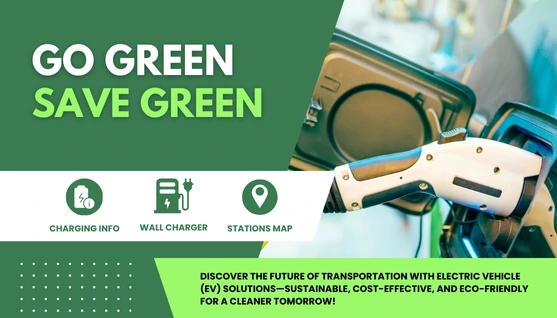 GO GREEN
SAVE GREEN
CHARGING INFO
WALL CHARGER
STATIONS MAP
DISCOVER THE FUTURE OF TRANSPORTATION WITH ELECTRIC VEHICLE
(EV) SOLUTIONS—SUSTAINABLE, COST-EFFECTIVE, AND ECO-FRIENDLY
FOR A CLEANER TOMORROW!